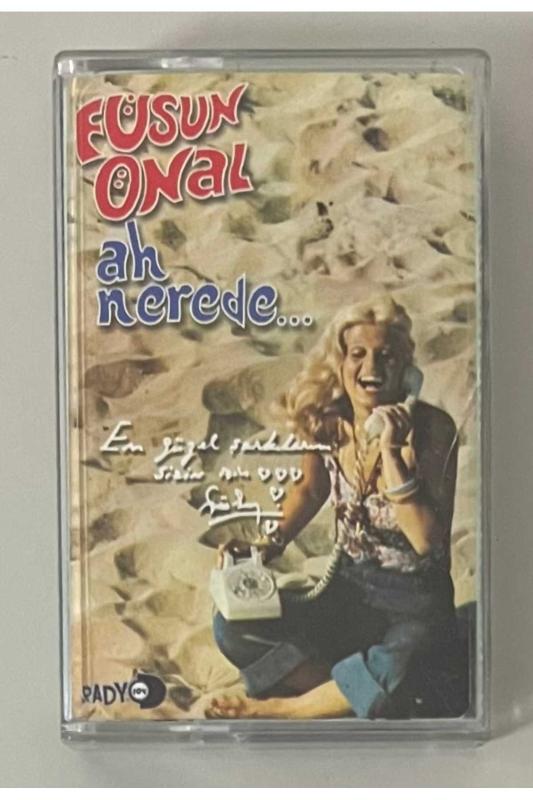 FÜSUN
ÖNAL
ah
nerede...
En güzel şarkılarım
sizin için
RADYO